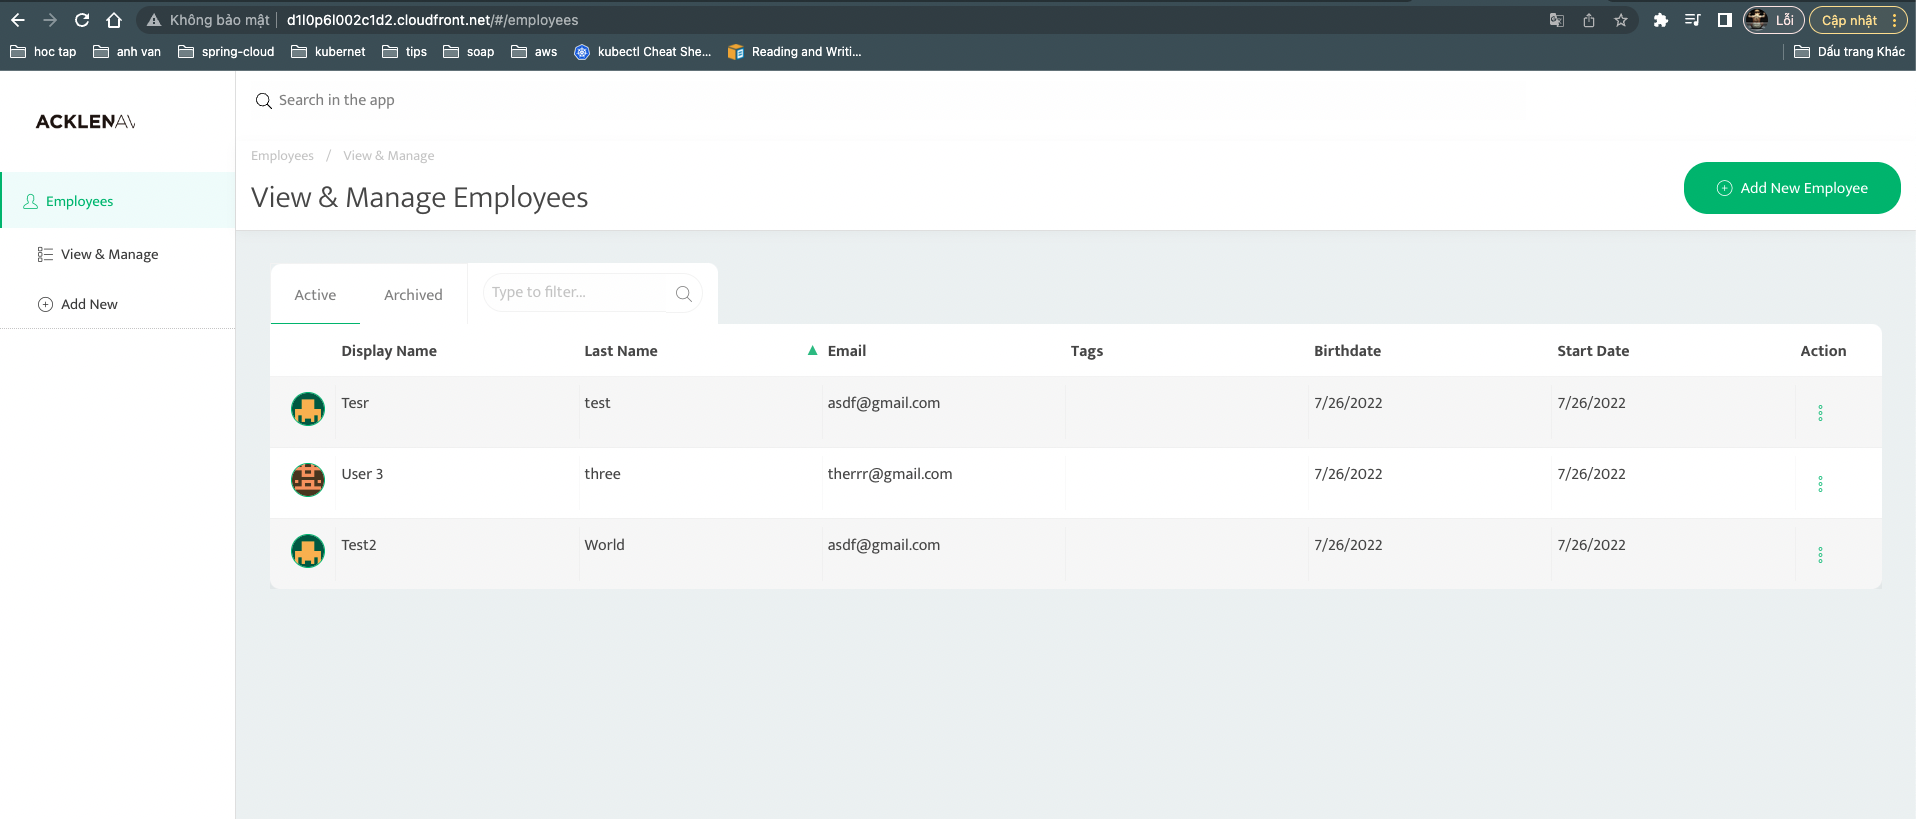 Không bảo mật d1l0p6l002c1d2.cloudfront.net/#/employees Lỗi Cập nhật
hoc tap anh van spring-cloud kubernet tips soap aws kubectl Cheat She... Reading and Writi... Dấu trang Khác
Search in the app
ACKLENAV
Employees / View & Manage
View & Manage Employees
Add New Employee
Employees
View & Manage
Add New
Active Archived Type to filter...
Display Name Last Name Email Tags Birthdate Start Date Action
Tesr test asdf@gmail.com 7/26/2022 7/26/2022
User 3 three therrr@gmail.com 7/26/2022 7/26/2022
Test2 World asdf@gmail.com 7/26/2022 7/26/2022